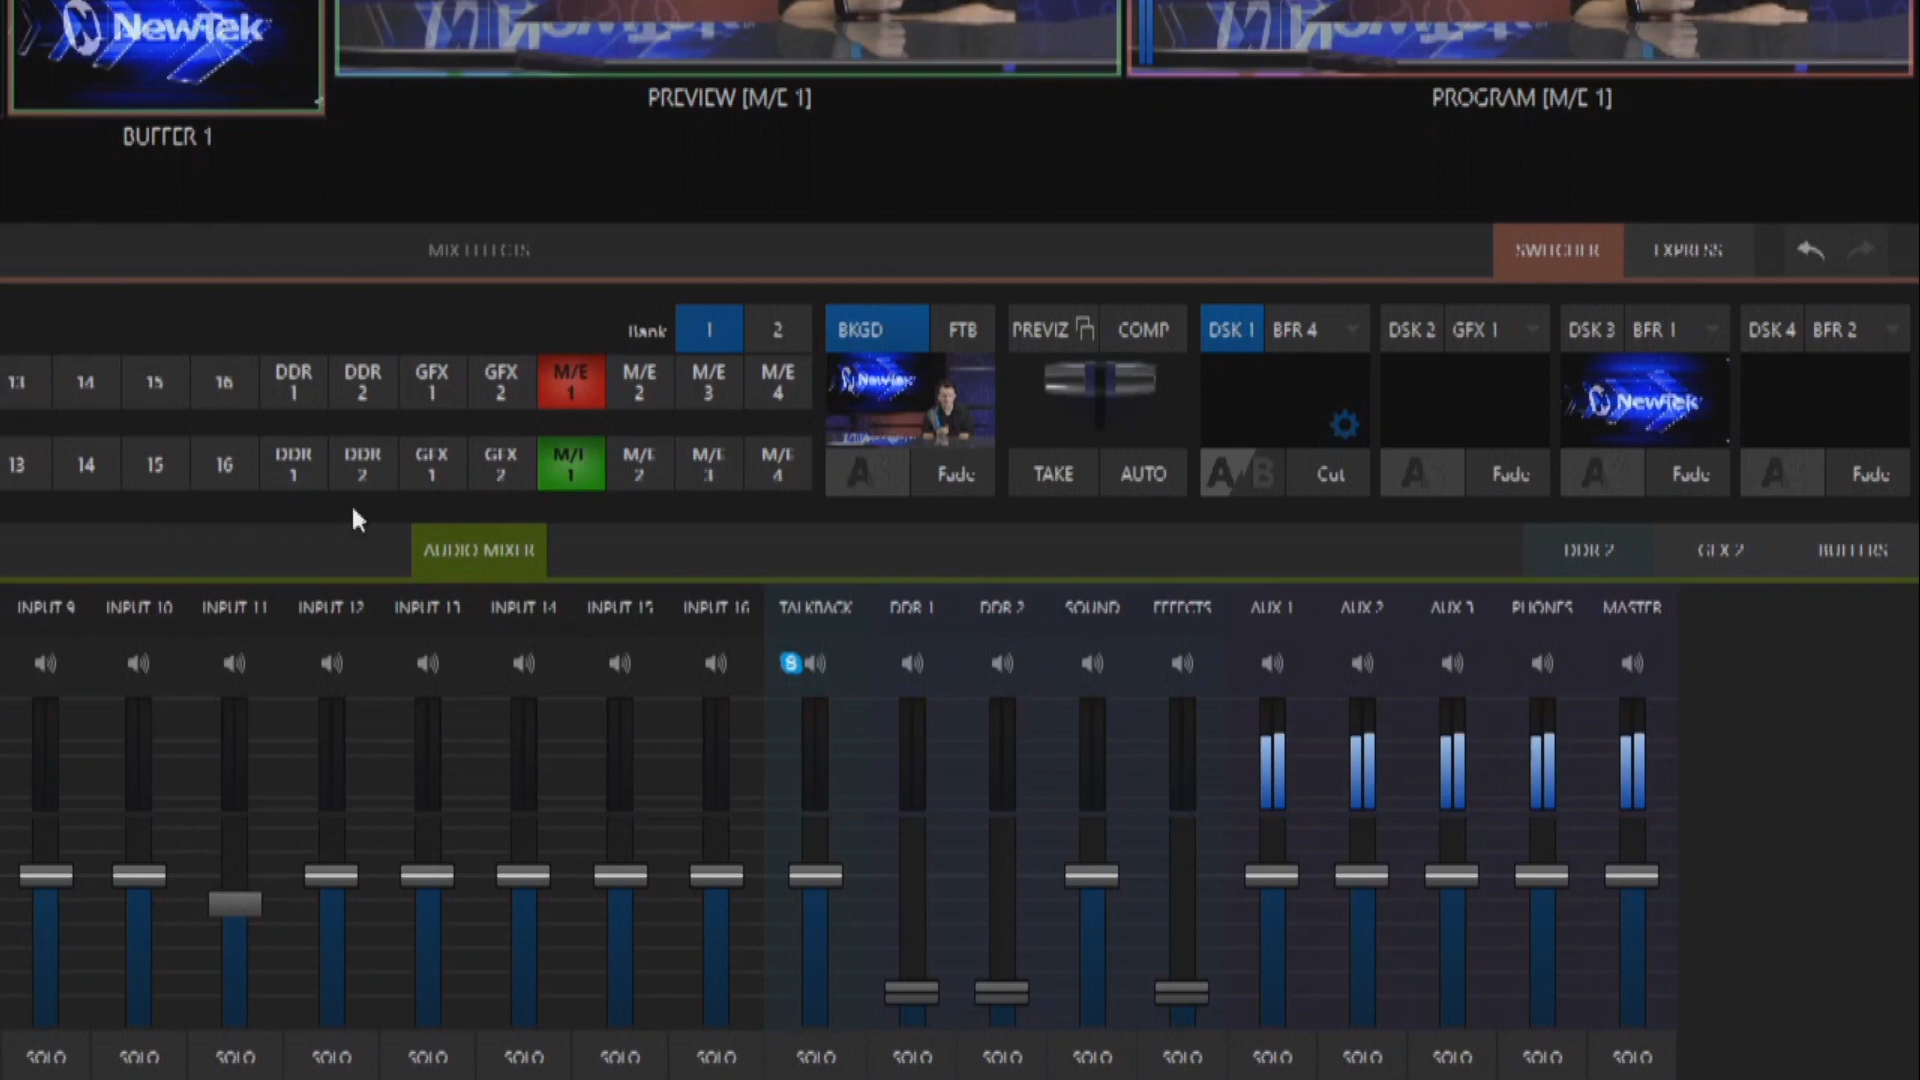 NewTek
BUFFER 1
PREVIEW [M/E 1]
PROGRAM [M/E 1]
MIX EFFECTS
SWITCHER
EXPRESS
Bank 1 2
BKGD FTB
PREVIZ COMP
DSK 1 BFR 4
DSK 2 GFX 1
DSK 3 BFR 1
DSK 4 BFR 2
13 14 15 16 DDR 1 DDR 2 GFX 1 GFX 2 M/E 1 M/E 2 M/E 3 M/E 4
NewTek
NewTek
13 14 15 16 DDR 1 DDR 2 GFX 1 GFX 2 M/E 1 M/E 2 M/E 3 M/E 4
A Fade
TAKE AUTO
A/B Cut
A Fade
A Fade
A Fade
AUDIO MIXER
DDR 2 GFX 2 BUFFERS
INPUT 9 INPUT 10 INPUT 11 INPUT 12 INPUT 13 INPUT 14 INPUT 15 INPUT 16 TALKBACK DDR 1 DDR 2 SOUND EFFECTS AUX 1 AUX 2 AUX 3 PHONES MASTER
SOLO SOLO SOLO SOLO SOLO SOLO SOLO SOLO SOLO SOLO SOLO SOLO SOLO SOLO SOLO SOLO SOLO SOLO